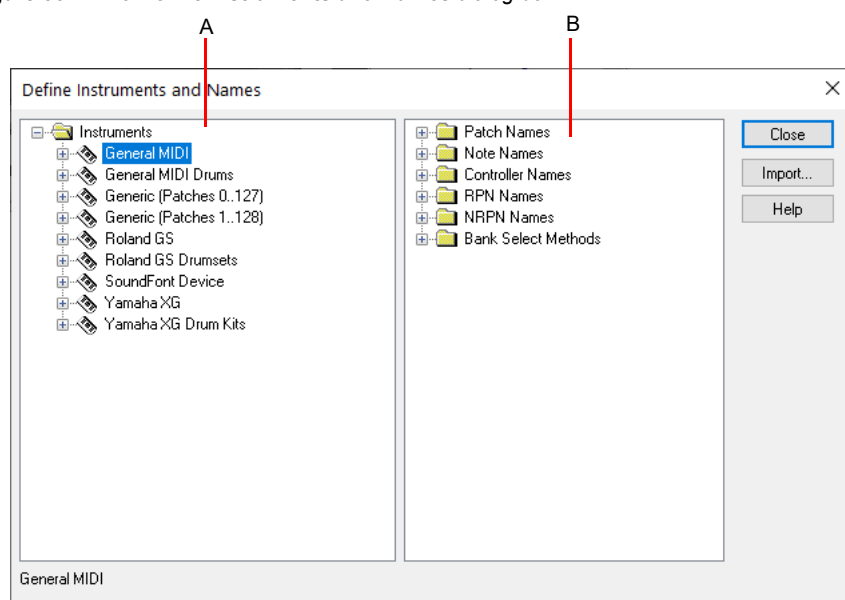 A
B
Define Instruments and Names
Instruments
General MIDI
General MIDI Drums
Generic (Patches 0..127)
Generic (Patches 1..128)
Roland GS
Roland GS Drumsets
SoundFont Device
Yamaha XG
Yamaha XG Drum Kits
Patch Names
Note Names
Controller Names
RPN Names
NRPN Names
Bank Select Methods
Close
Import...
Help
General MIDI